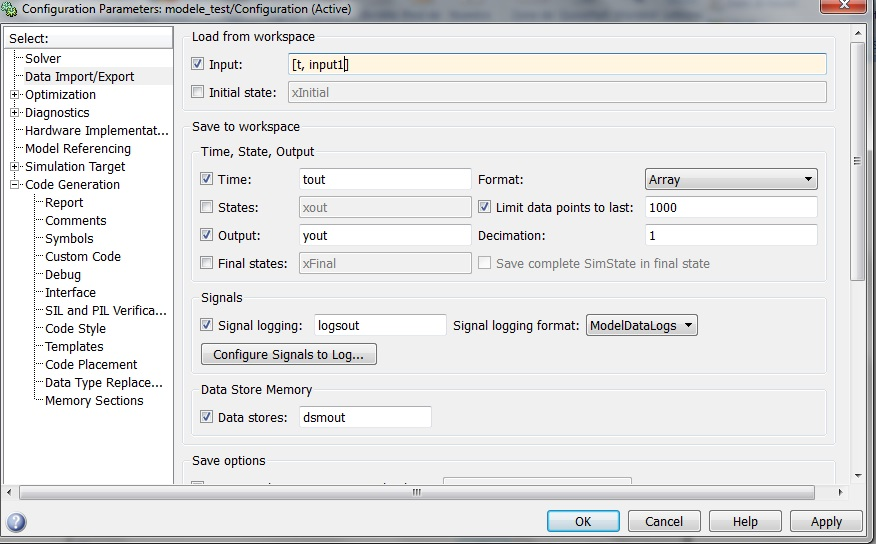 Configuration Parameters: modele_test/Configuration (Active)
Select:
Solver
Data Import/Export
Optimization
Diagnostics
Hardware Implementat...
Model Referencing
Simulation Target
Code Generation
Report
Comments
Symbols
Custom Code
Debug
Interface
SIL and PIL Verifica...
Code Style
Templates
Code Placement
Data Type Replace...
Memory Sections
Load from workspace
Input: [t, input1]
Initial state: xInitial
Save to workspace
Time, State, Output
Time: tout Format: Array
States: xout Limit data points to last: 1000
Output: yout Decimation: 1
Final states: xFinal Save complete SimState in final state
Signals
Signal logging: logsout Signal logging format: ModelDataLogs
Configure Signals to Log...
Data Store Memory
Data stores: dsmout
Save options
OK Cancel Help Apply